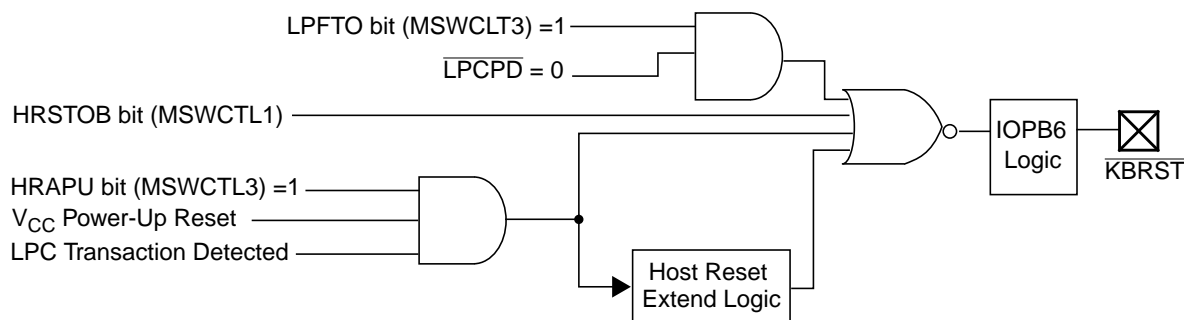 LPFTO bit (MSWCLT3) =1
LPCPD = 0
HRSTOB bit (MSWCTL1)
IOPB6
Logic
KBRST
HRAPU bit (MSWCTL3) =1
VCC Power-Up Reset
LPC Transaction Detected
Host Reset
Extend Logic